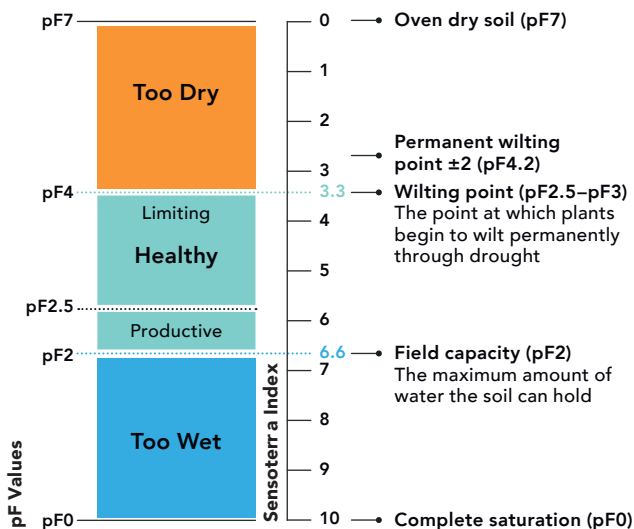 pF7
0
Oven dry soil (pF7)
1
Too Dry
2
Permanent wilting
point ±2 (pF4.2)
3
pF4
3.3
Wilting point (pF2.5–pF3)
Limiting
4
The point at which plants
begin to wilt permanently
through drought
Healthy
5
pF2.5
6
Productive
pF2
6.6
Field capacity (pF2)
7
The maximum amount of
water the soil can hold
8
Too Wet
9
pF0
10
Complete saturation (pF0)
pF Values
Sensoterr a Index